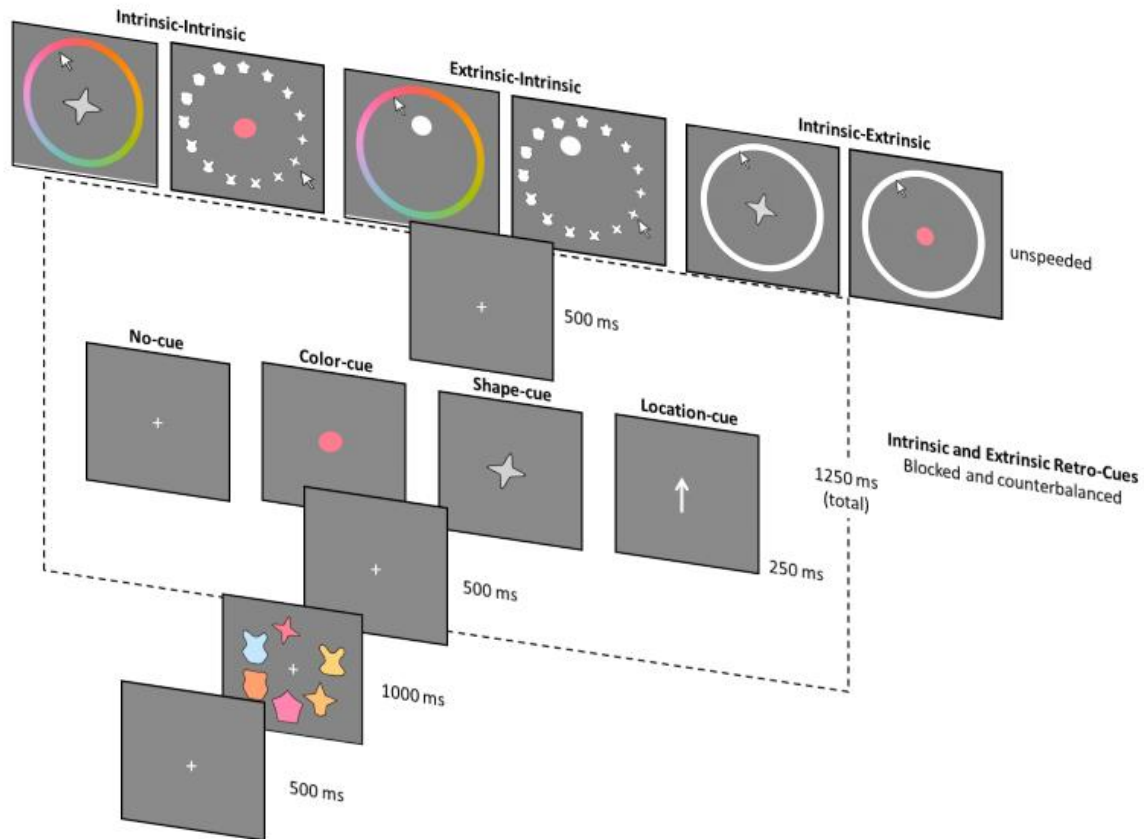 Intrinsic-Intrinsic
Extrinsic-Intrinsic
Intrinsic-Extrinsic
unspeeded
500 ms
No-cue
Color-cue
Shape-cue
Location-cue
Intrinsic and Extrinsic Retro-Cues
Blocked and counterbalanced
1250 ms
(total)
250 ms
500 ms
1000 ms
500 ms